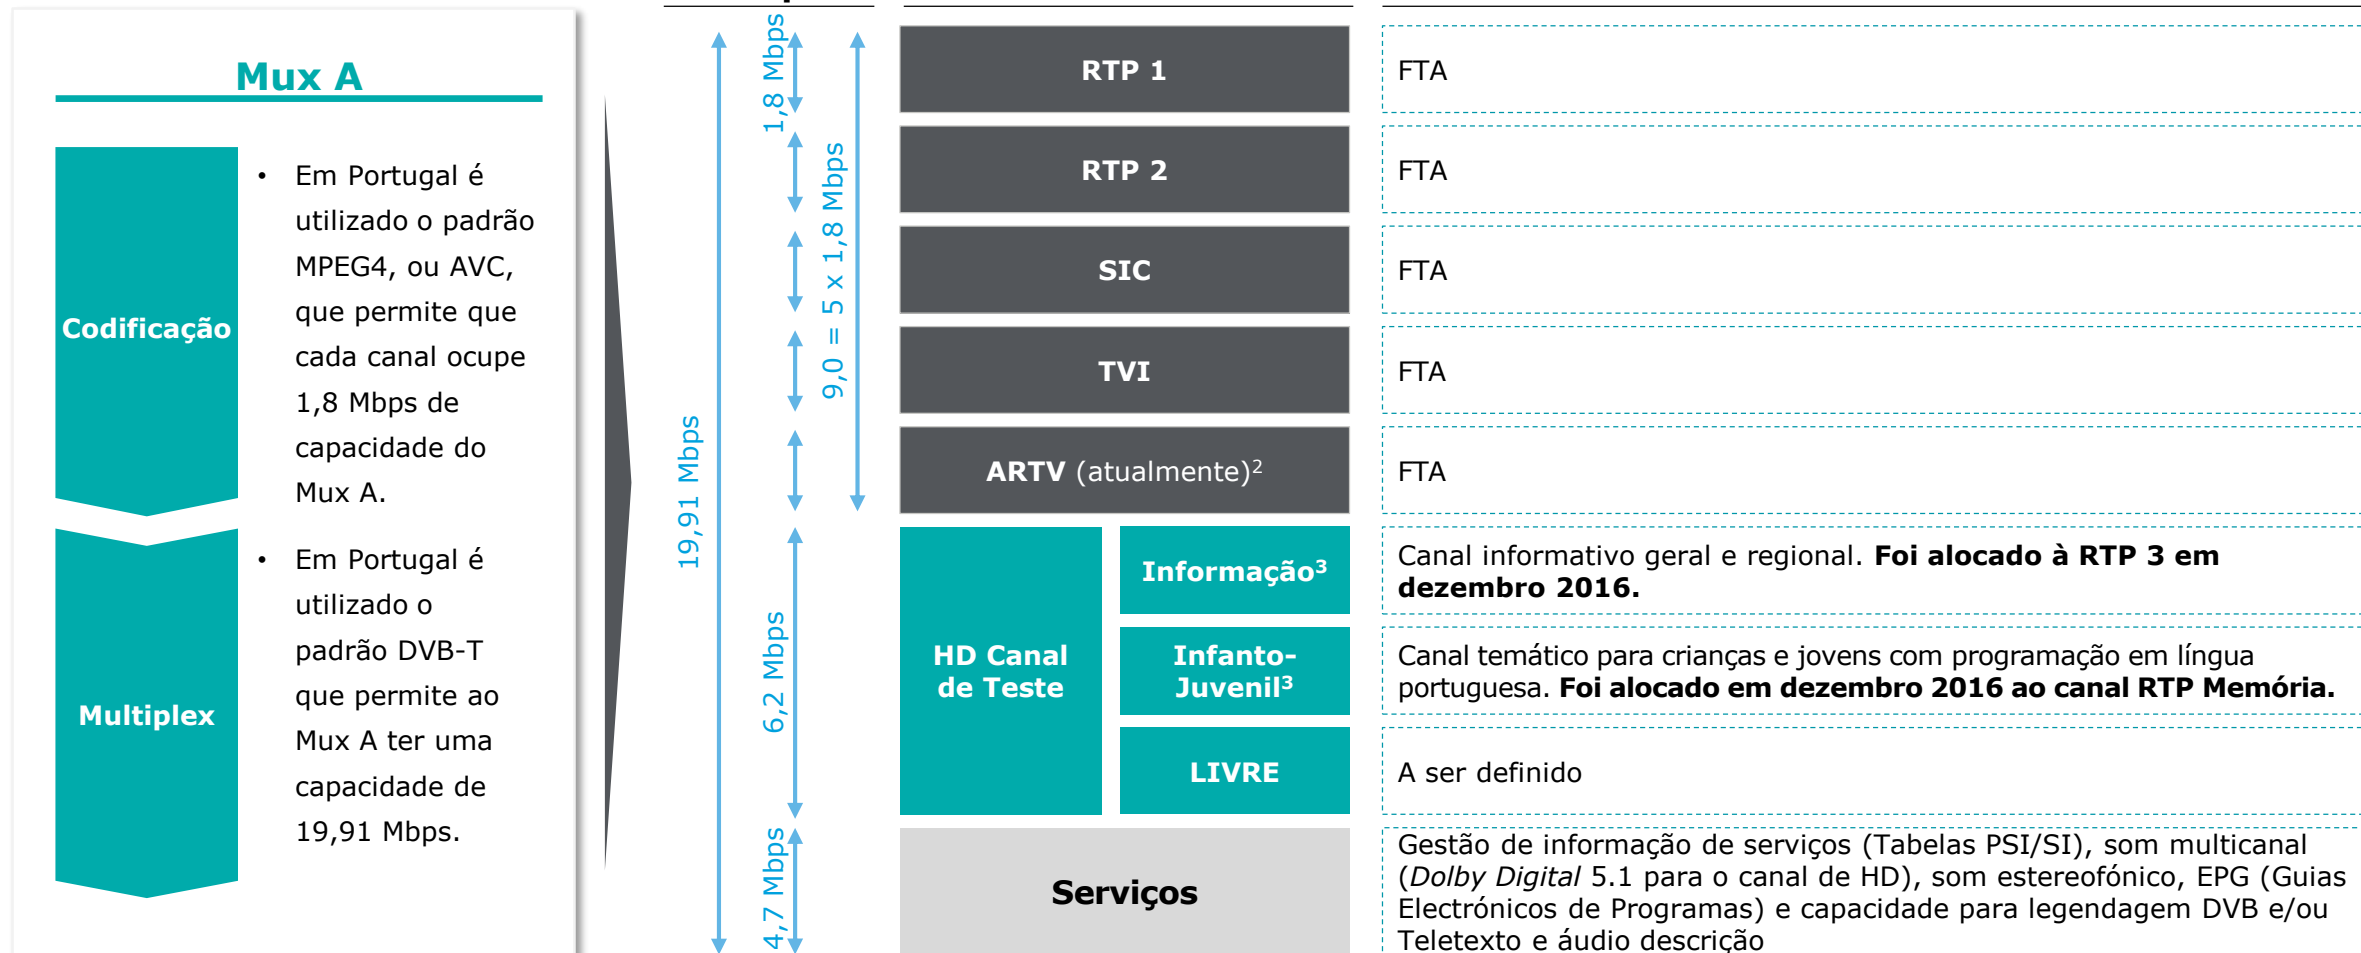 Mux A
Codificação
• Em Portugal é
utilizado o padrão
MPEG4, ou AVC,
que permite que
cada canal ocupe
1,8 Mbps de
capacidade do
Mux A.
Multiplex
• Em Portugal é
utilizado o
padrão DVB-T
que permite ao
Mux A ter uma
capacidade de
19,91 Mbps.
19,91 Mbps
1,8 Mbps
9,0 = 5 x 1,8 Mbps
6,2 Mbps
4,7 Mbps
RTP 1
FTA
RTP 2
FTA
SIC
FTA
TVI
FTA
ARTV (atualmente)²
FTA
HD Canal
de Teste
Informação³
Canal informativo geral e regional. Foi alocado à RTP 3 em
dezembro 2016.
Infanto-
Juvenil³
Canal temático para crianças e jovens com programação em língua
portuguesa. Foi alocado em dezembro 2016 ao canal RTP Memória.
LIVRE
A ser definido
Serviços
Gestão de informação de serviços (Tabelas PSI/SI), som multicanal
(Dolby Digital 5.1 para o canal de HD), som estereofónico, EPG (Guias
Electrónicos de Programas) e capacidade para legendagem DVB e/ou
Teletexto e áudio descrição